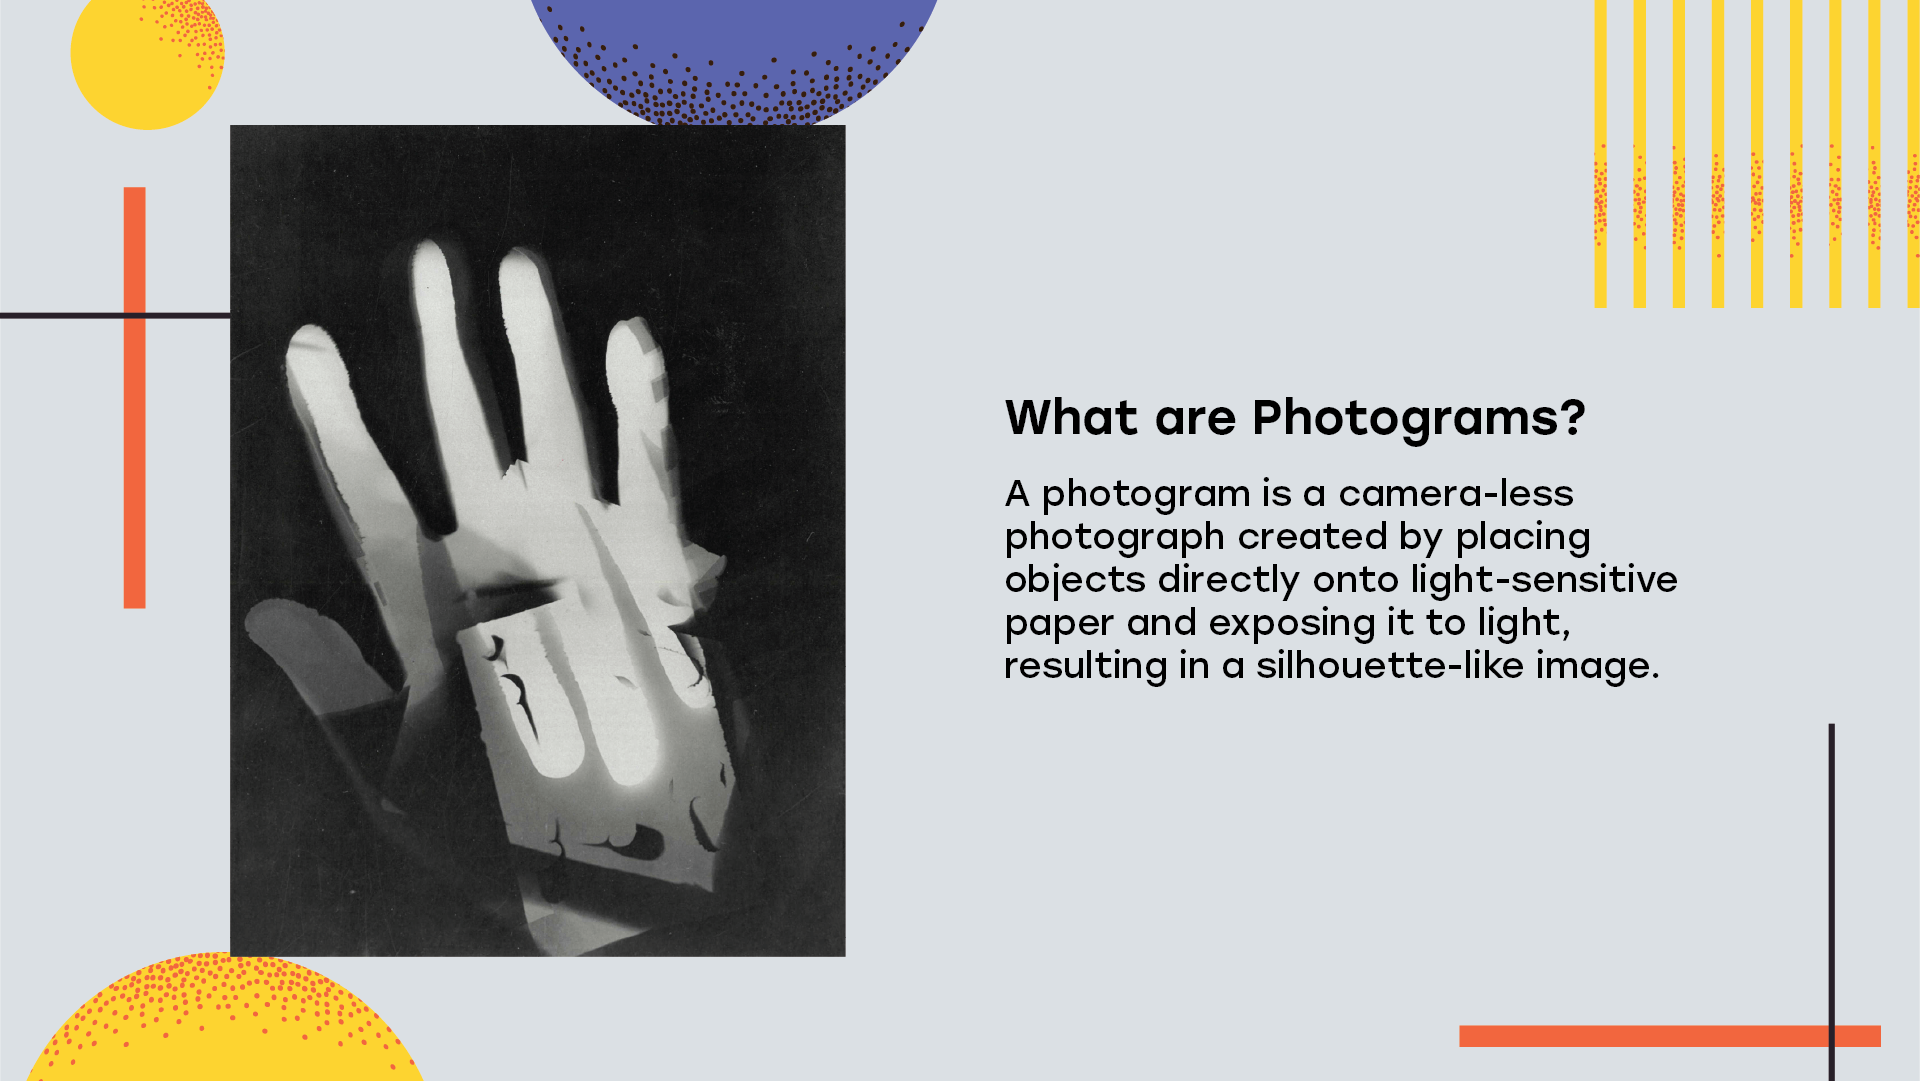 What are Photograms?
A photogram is a camera-less
photograph created by placing
objects directly onto light-sensitive
paper and exposing it to light,
resulting in a silhouette-like image.